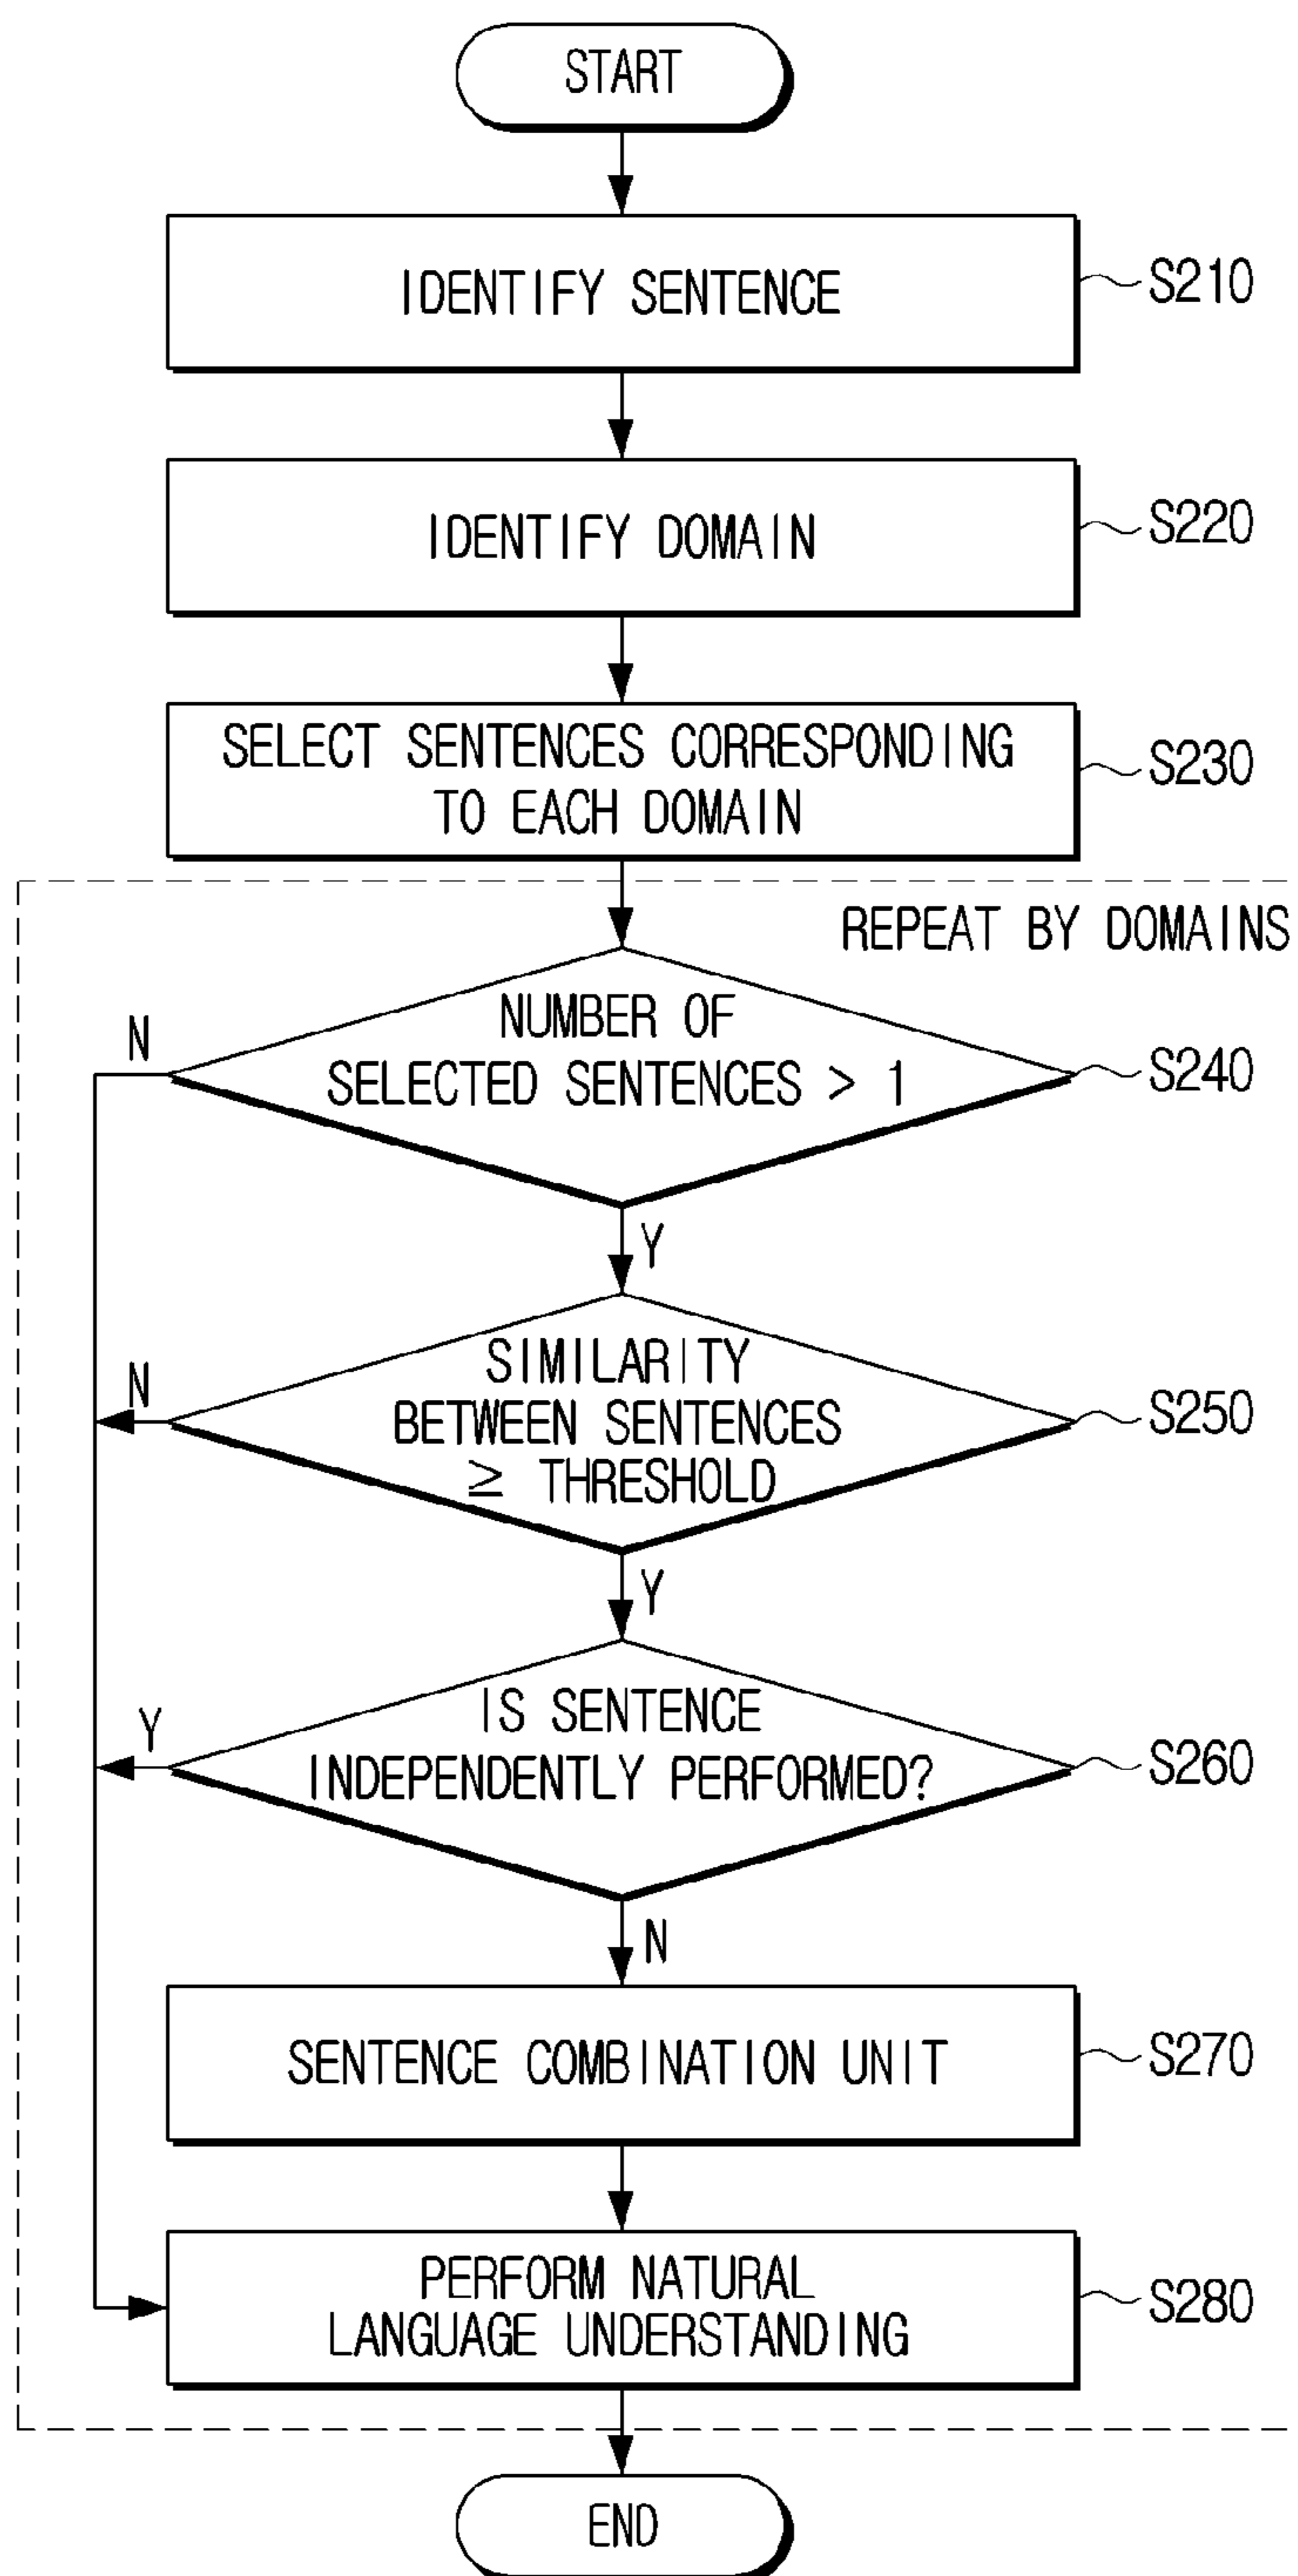 START
IDENTIFY SENTENCE
S210
IDENTIFY DOMAIN
S220
SELECT SENTENCES CORRESPONDING
TO EACH DOMAIN
S230
REPEAT BY DOMAINS
NUMBER OF
SELECTED SENTENCES > 1
S240
N
Y
SIMILARITY
BETWEEN SENTENCES
≥ THRESHOLD
S250
N
Y
IS SENTENCE
INDEPENDENTLY PERFORMED?
S260
Y
N
SENTENCE COMBINATION UNIT
S270
PERFORM NATURAL
LANGUAGE UNDERSTANDING
S280
END